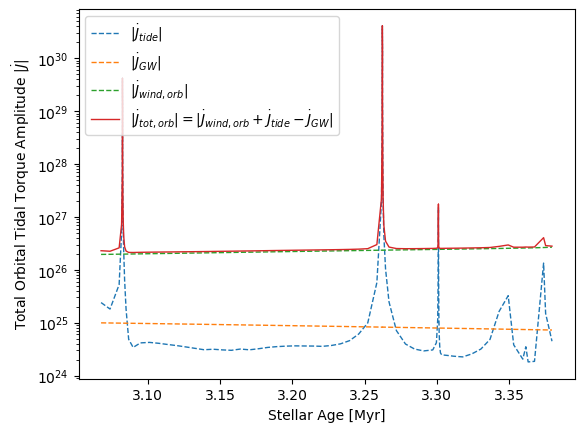 |J̇_{tide}|
|J̇_{GW}|
|J̇_{wind, orb}|
|J̇_{tot, orb}| = |J̇_{wind, orb} + J̇_{tide} − J̇_{GW}|
Total Orbital Tidal Torque Amplitude |J̇|
10^{30}
10^{29}
10^{28}
10^{27}
10^{26}
10^{25}
10^{24}
3.10 3.15 3.20 3.25 3.30 3.35
Stellar Age [Myr]